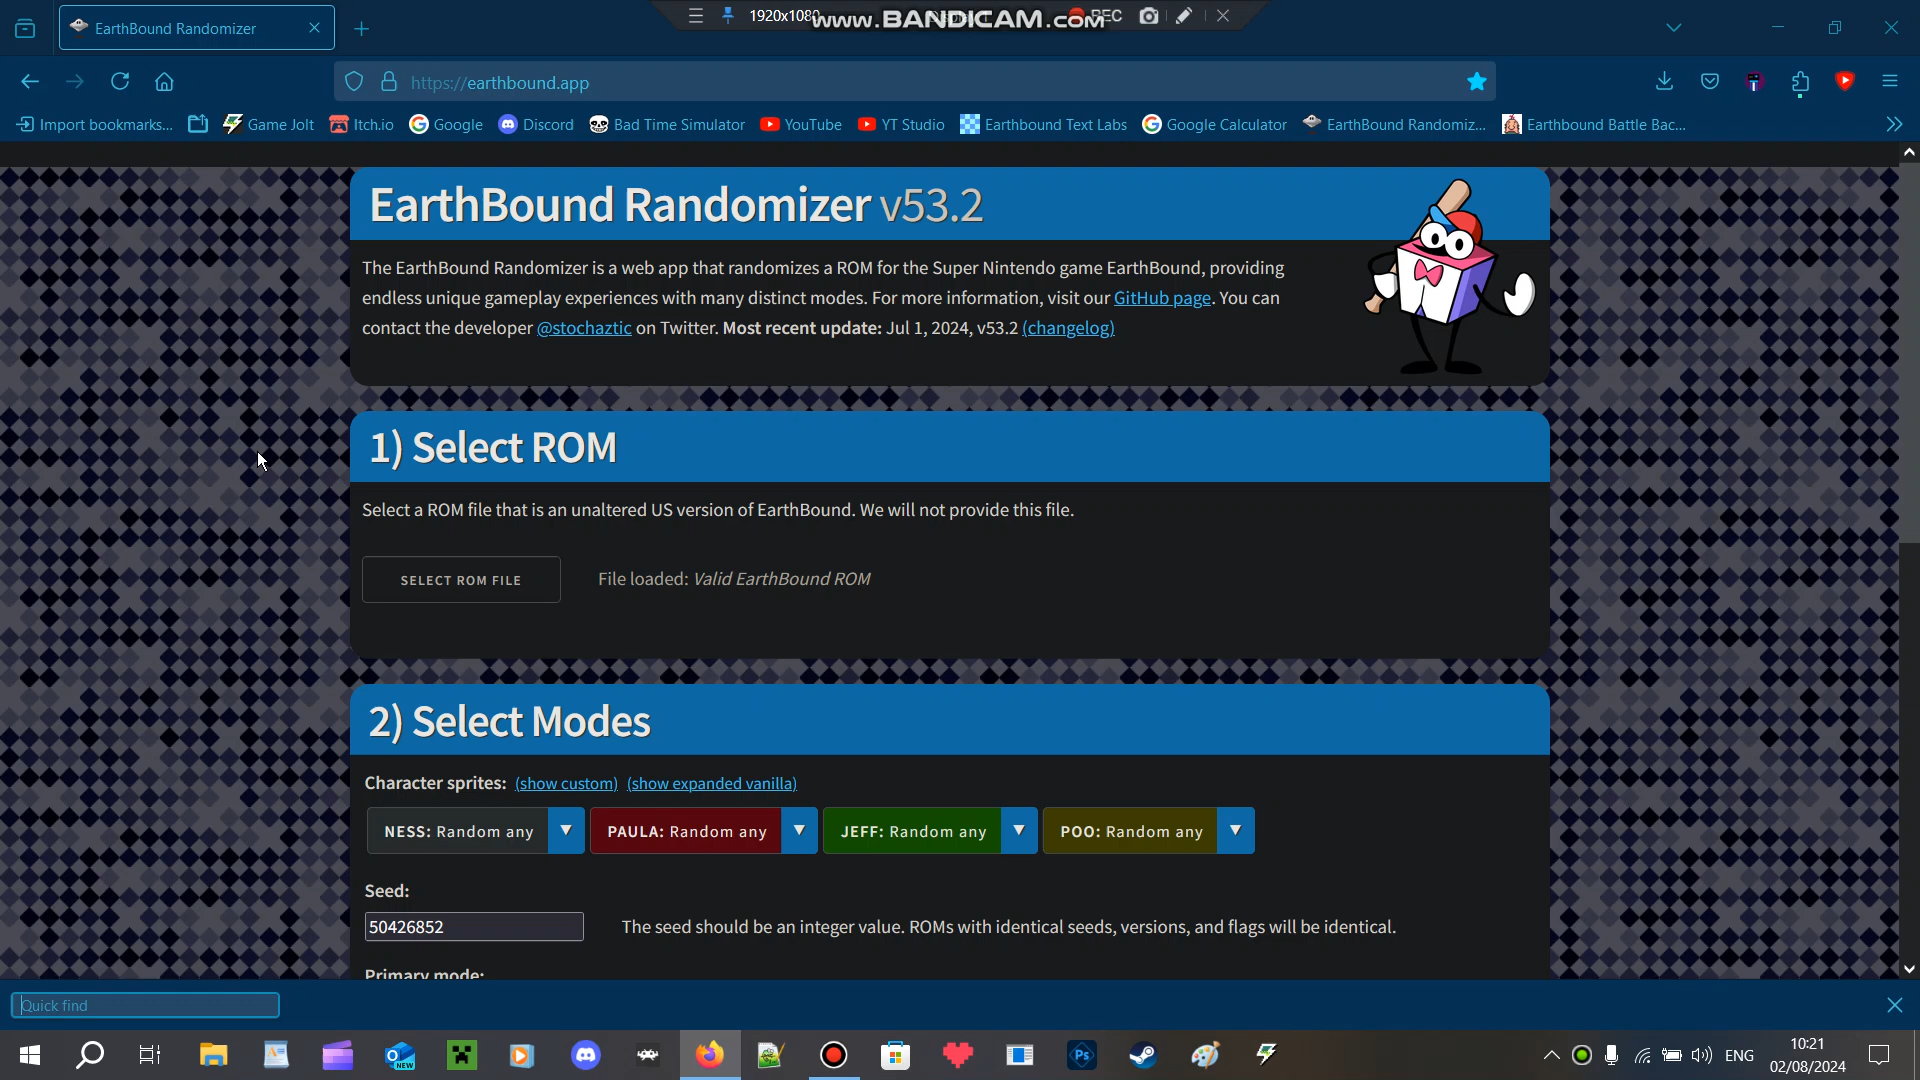 EarthBound Randomizer
1920x1080
www.BANDICAM.com
REC
https://earthbound.app
Import bookmarks...
Game Jolt
Itch.io
Google
Discord
Bad Time Simulator
YouTube
YT Studio
Earthbound Text Labs
Google Calculator
EarthBound Randomiz...
Earthbound Battle Bac...
EarthBound Randomizer v53.2
The EarthBound Randomizer is a web app that randomizes a ROM for the Super Nintendo game EarthBound, providing
endless unique gameplay experiences with many distinct modes. For more information, visit our GitHub page. You can
contact the developer @stochaztic on Twitter. Most recent update: Jul 1, 2024, v53.2 (changelog)
1) Select ROM
Select a ROM file that is an unaltered US version of EarthBound. We will not provide this file.
SELECT ROM FILE
File loaded: Valid EarthBound ROM
2) Select Modes
Character sprites: (show custom) (show expanded vanilla)
NESS: Random any
PAULA: Random any
JEFF: Random any
POO: Random any
Seed:
50426852
The seed should be an integer value. ROMs with identical seeds, versions, and flags will be identical.
Primary mode:
Quick find
NEW
Ps
ENG
10:21
02/08/2024